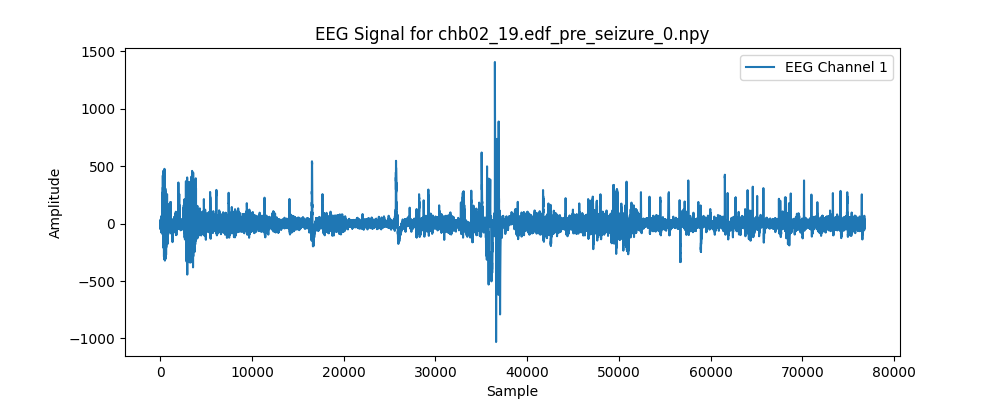 EEG Signal for chb02_19.edf_pre_seizure_0.npy
EEG Channel 1
Amplitude
1500
1000
500
0
−500
−1000
0 10000 20000 30000 40000 50000 60000 70000 80000
Sample